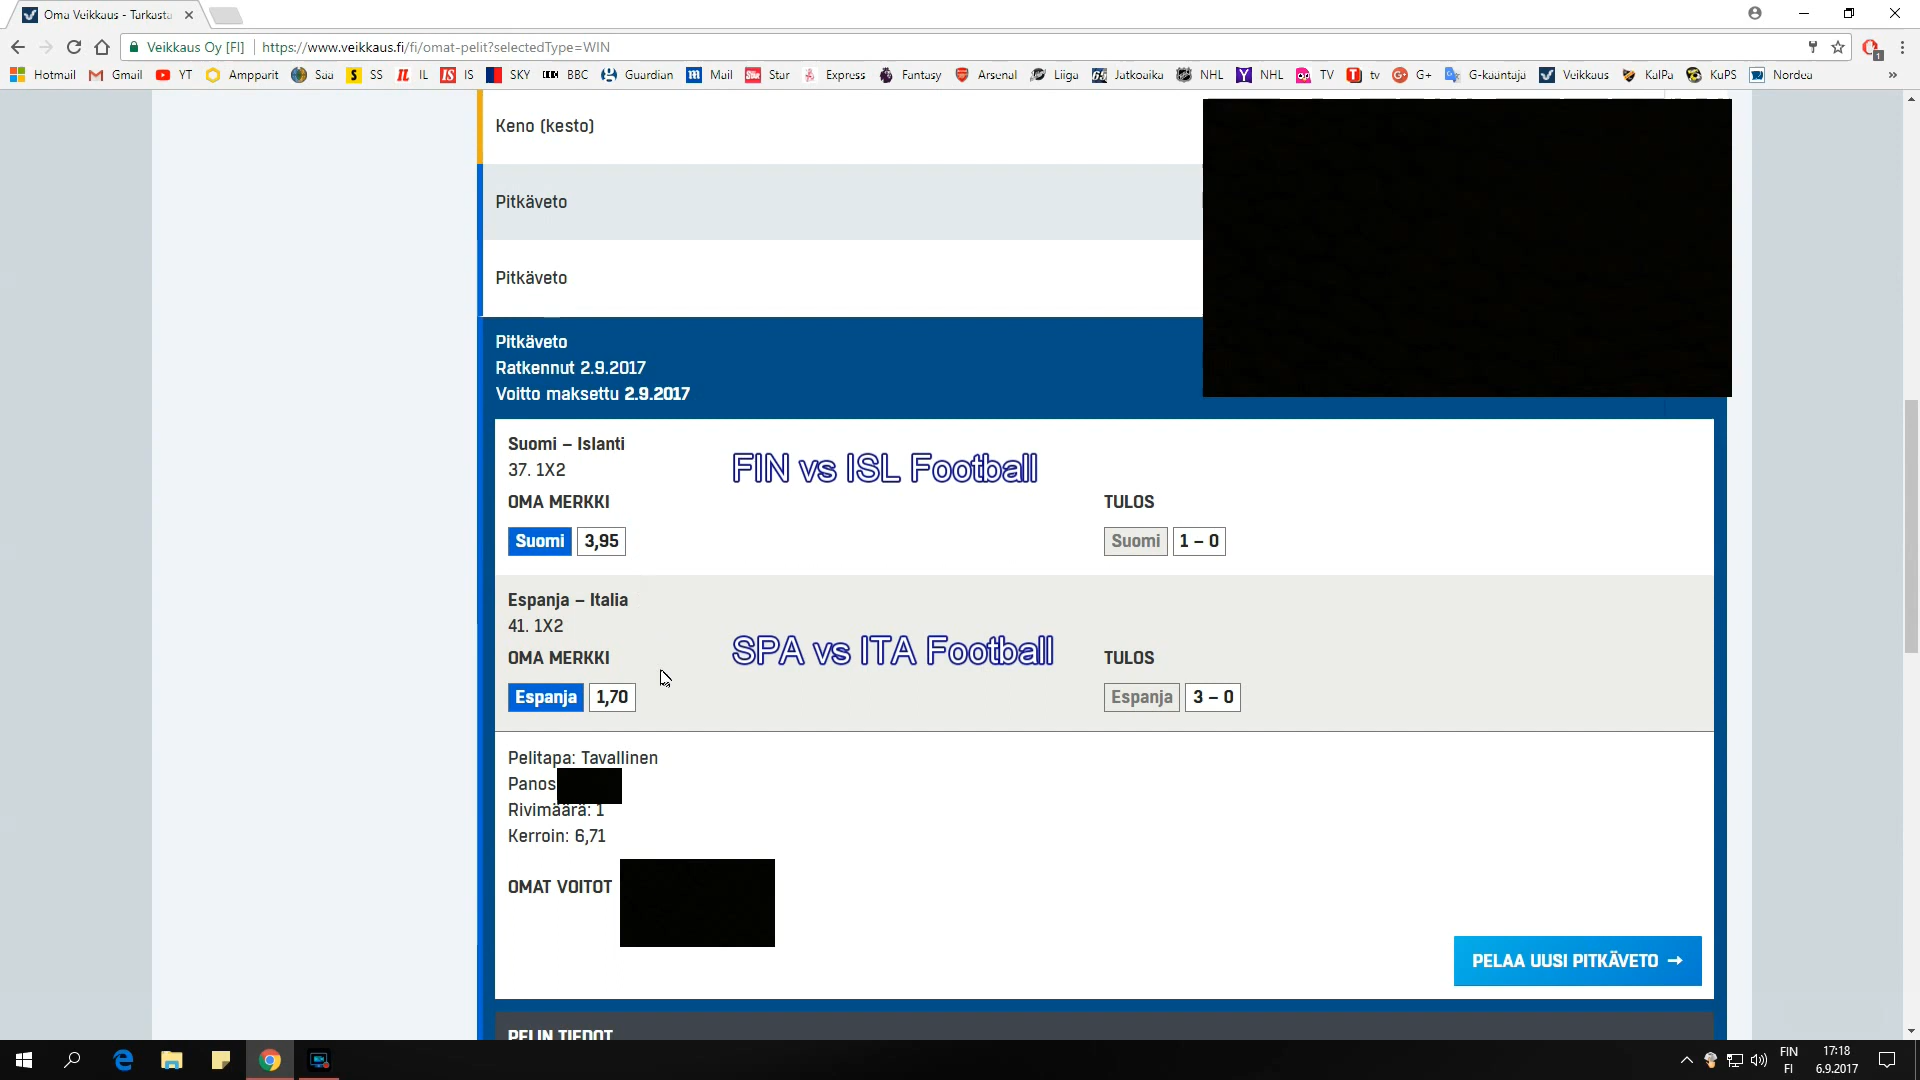 Oma Veikkaus - Tarkasta
Veikkaus Oy [FI] https://www.veikkaus.fi/fi/omat-pelit?selectedType=WIN
Hotmail Gmail YT Ampparit Saa SS IL IS SKY BBC Guardian Mail Star Express Fantasy Arsenal Liiga Jatkoaika NHL NHL TV tv G+ G-kääntäjä Veikkaus KalPa KuPS Nordea »
Keno (kesto)
Pitkäveto
Pitkäveto
Pitkäveto
Ratkennut 2.9.2017
Voitto maksettu 2.9.2017
Suomi – Islanti
37. 1X2
FIN vs ISL Football
OMA MERKKI TULOS
Suomi 3,95 Suomi 1 – 0
Espanja – Italia
41. 1X2
SPA vs ITA Football
OMA MERKKI TULOS
Espanja 1,70 Espanja 3 – 0
Pelitapa: Tavallinen
Panos
Rivimäärä: 1
Kerroin: 6,71
OMAT VOITOT
PELAA UUSI PITKÄVETO →
PELIN TIEDOT
FIN 17:18
FI 6.9.2017